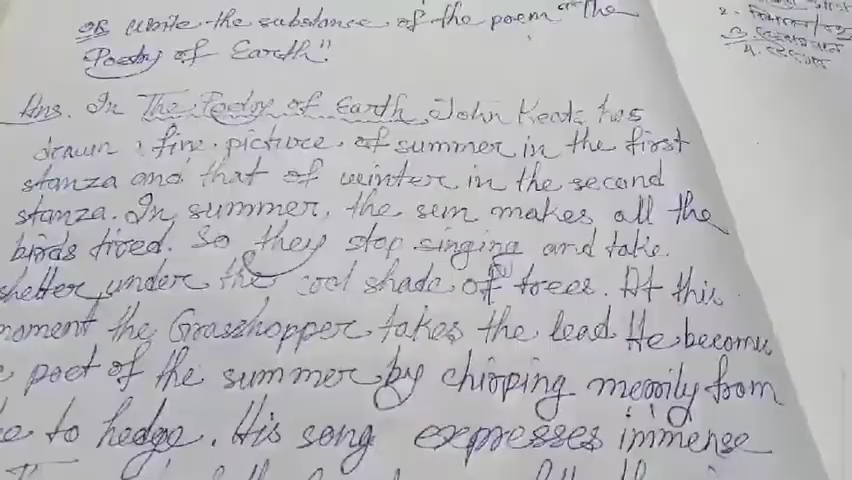 OR Write the substance of the poem "The
Poetry of Earth".
Ans. In The Poetry of Earth John Keats has
drawn a fine picture of summer in the first
stanza and that of winter in the second
stanza. In summer, the sun makes all the
birds tired. So they stop singing and take
shelter under the cool shade of trees. At this
moment the Grasshopper takes the lead He become
poet of the summer by chirping merrily from
to hedge. His song expresses immense
2.
4.